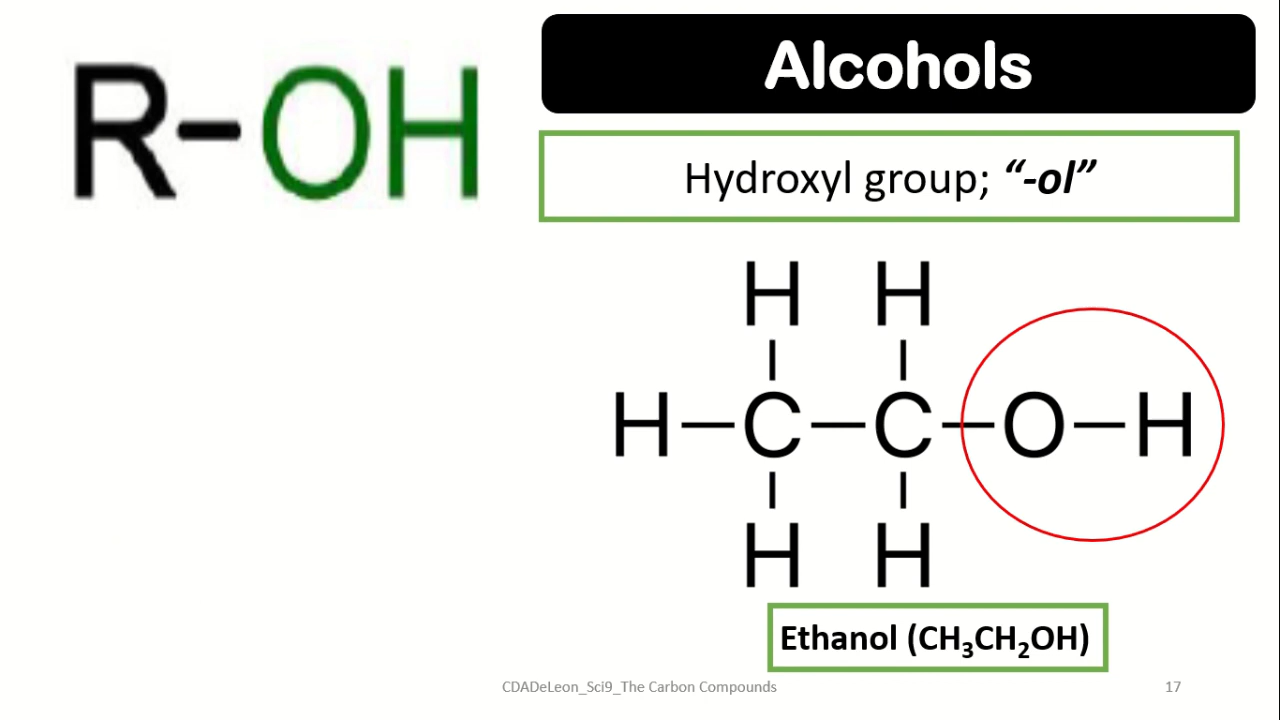 R-OH
Alcohols
Hydroxyl group; “-ol”
H H
H-C-C-O-H
H H
Ethanol (CH₃CH₂OH)
CDADeLeon_Sci9_The Carbon Compounds
17